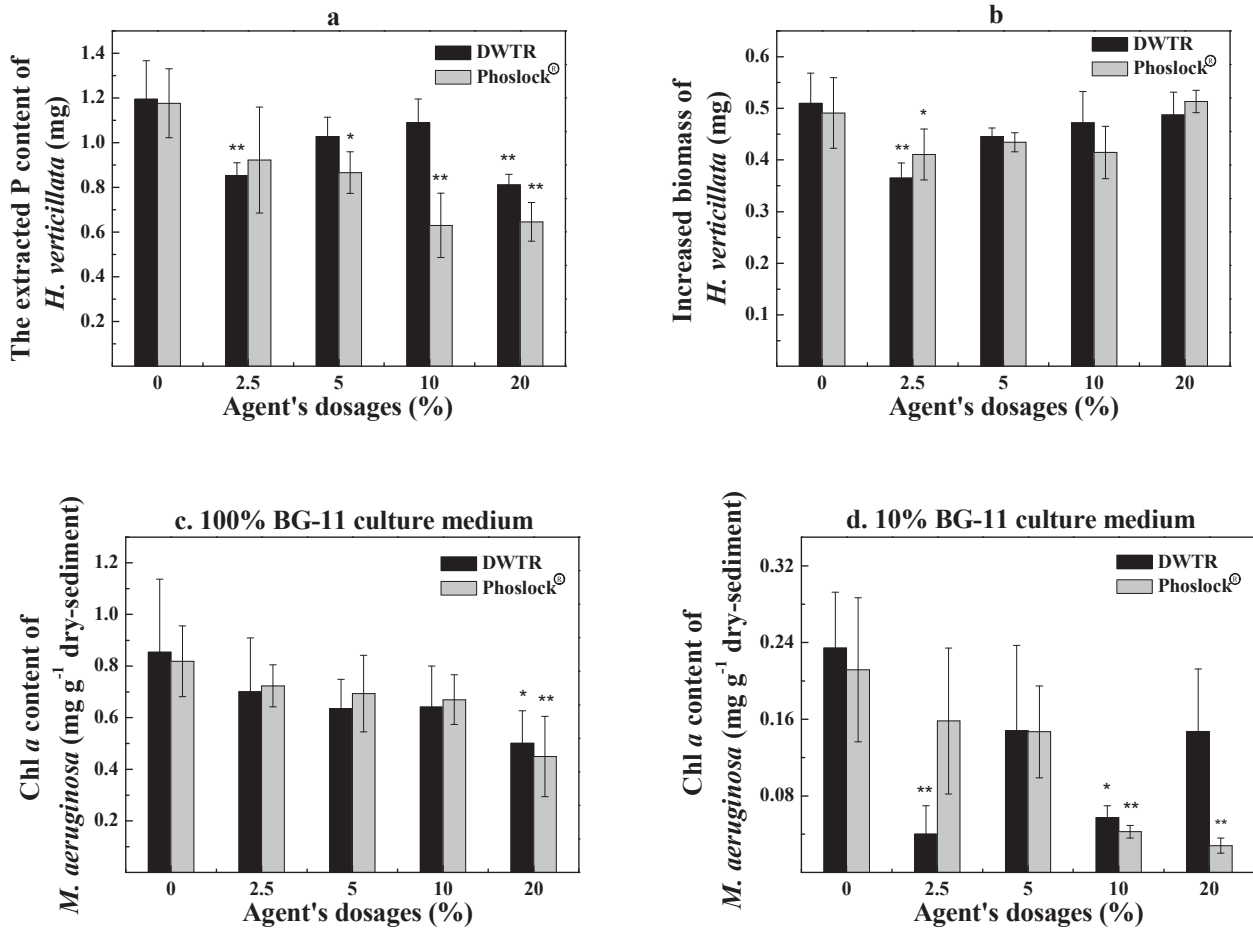 a
The extracted P content of
H. verticillata (mg)
1.4
1.2
1.0
0.8
0.6
0.4
0.2
DWTR
Phoslock®
**
*
**
**
**
0 2.5 5 10 20
Agent's dosages (%)
b
Increased biomass of
H. verticillata (mg)
0.6
0.5
0.4
0.3
0.2
0.1
DWTR
Phoslock®
**
*
0 2.5 5 10 20
Agent's dosages (%)
c. 100% BG-11 culture medium
Chl a content of
M. aeruginosa (mg g⁻¹ dry-sediment)
1.2
1.0
0.8
0.6
0.4
0.2
DWTR
Phoslock®
*
**
0 2.5 5 10 20
Agent's dosages (%)
d. 10% BG-11 culture medium
Chl a content of
M. aeruginosa (mg g⁻¹ dry-sediment)
0.32
0.24
0.16
0.08
DWTR
Phoslock®
**
*
**
**
0 2.5 5 10 20
Agent's dosages (%)